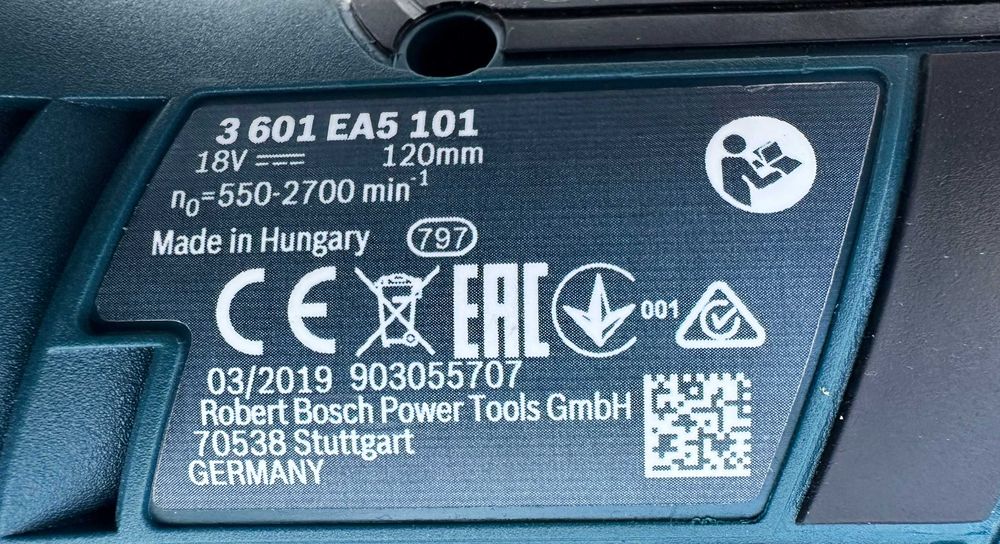 3 601 EA5 101
18V ⎓ 120mm
n₀=550-2700 min⁻¹
Made in Hungary 797
CE EAC 001
03/2019 903055707
Robert Bosch Power Tools GmbH
70538 Stuttgart
GERMANY